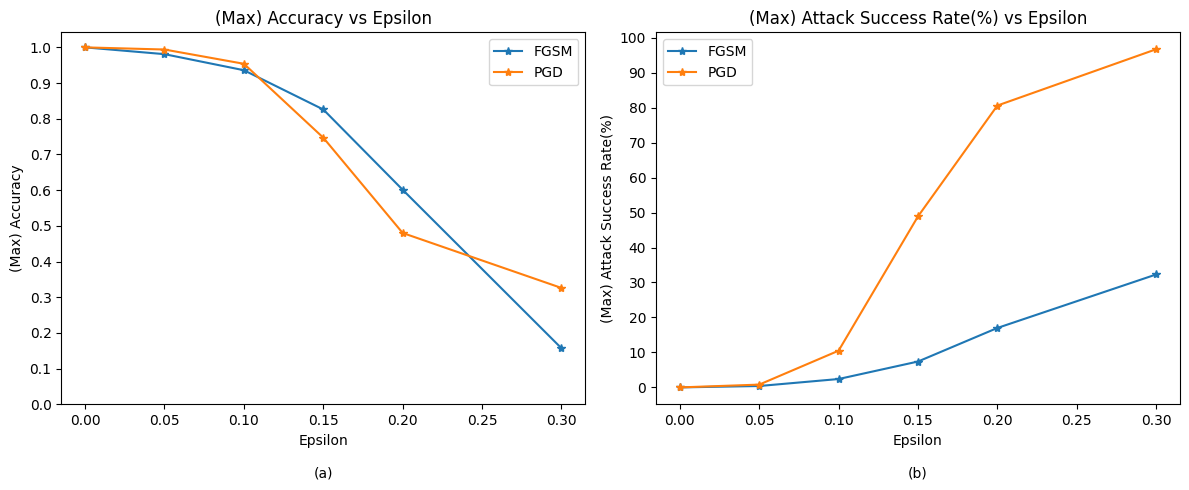 (Max) Accuracy vs Epsilon
(Max) Accuracy
1.0
0.9
0.8
0.7
0.6
0.5
0.4
0.3
0.2
0.1
0.0
FGSM
PGD
0.00 0.05 0.10 0.15 0.20 0.25 0.30
Epsilon
(a)
(Max) Attack Success Rate(%) vs Epsilon
(Max) Attack Success Rate(%)
100
90
80
70
60
50
40
30
20
10
0
FGSM
PGD
0.00 0.05 0.10 0.15 0.20 0.25 0.30
Epsilon
(b)